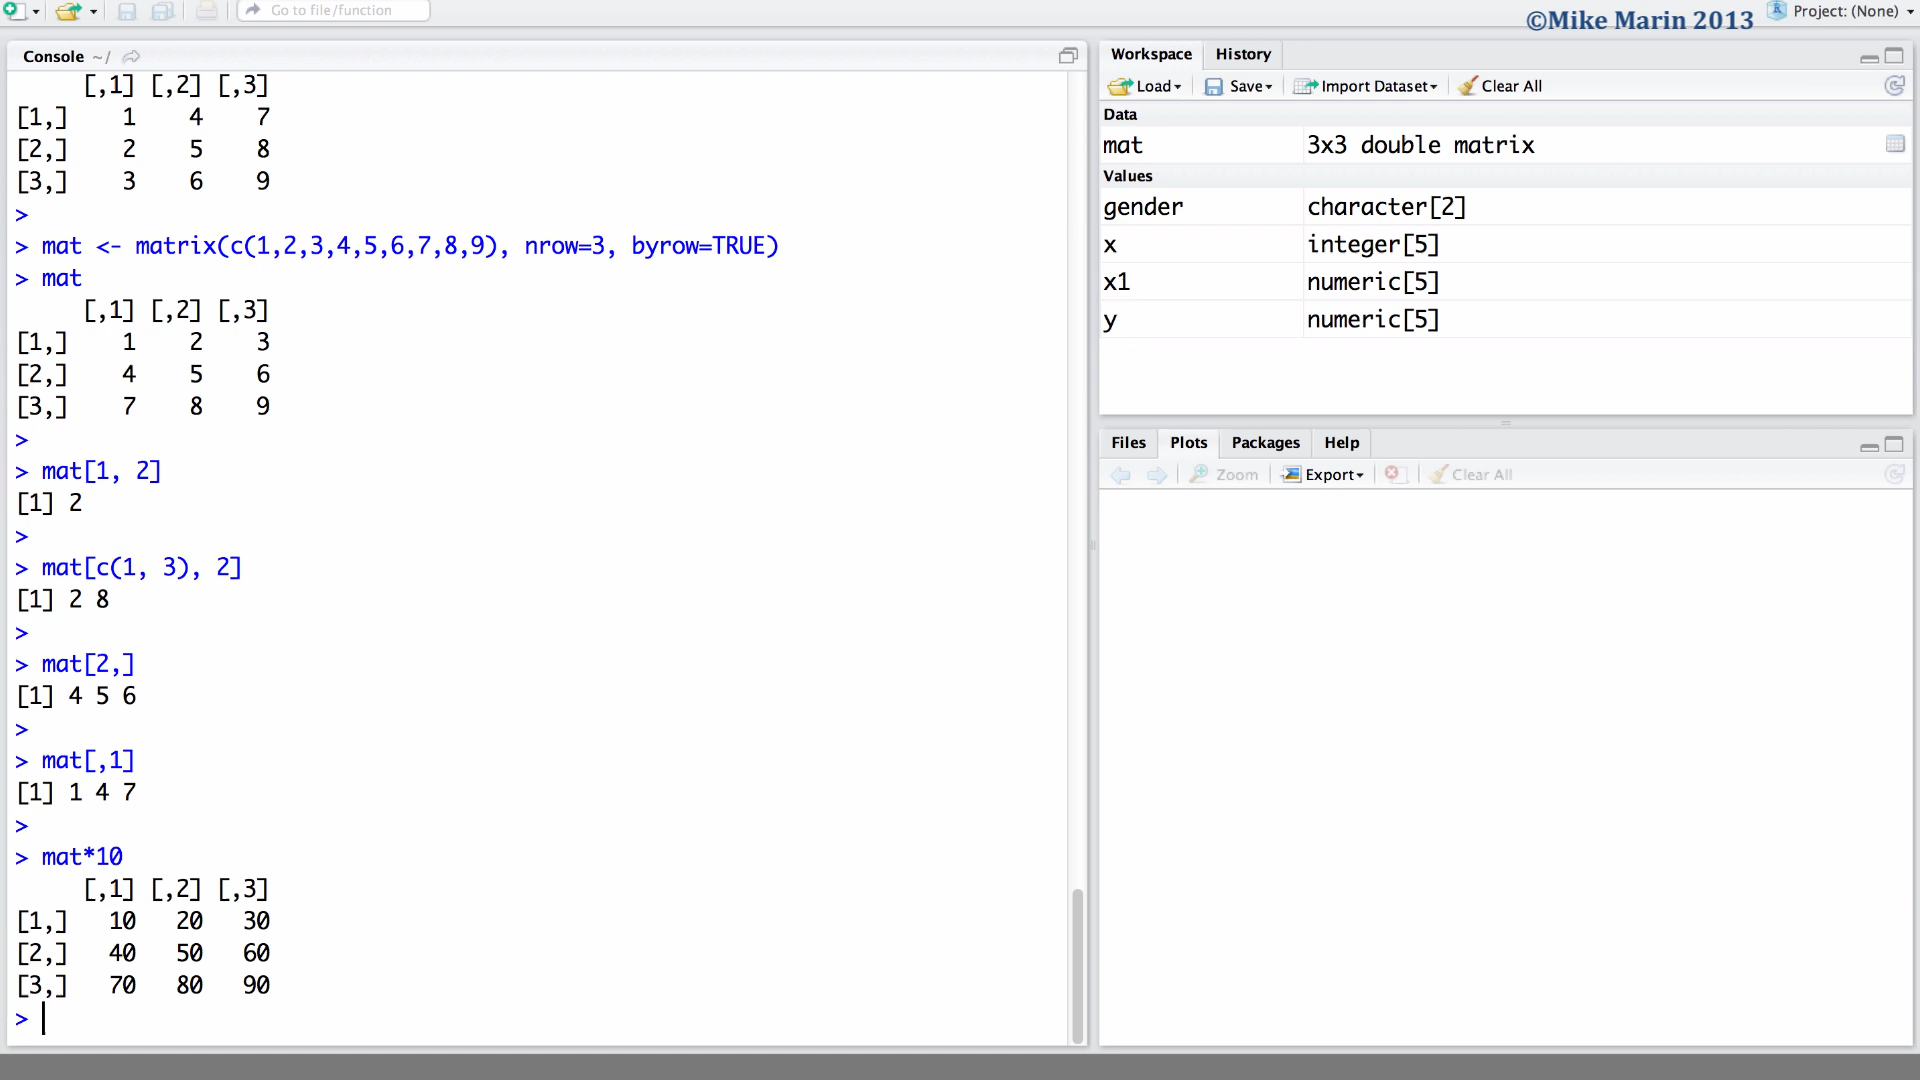 Go to file/function
©Mike Marin 2013
Project: (None)
Console ~/
[,1] [,2] [,3]
[1,] 1 4 7
[2,] 2 5 8
[3,] 3 6 9
>
> mat <- matrix(c(1,2,3,4,5,6,7,8,9), nrow=3, byrow=TRUE)
> mat
[,1] [,2] [,3]
[1,] 1 2 3
[2,] 4 5 6
[3,] 7 8 9
>
> mat[1, 2]
[1] 2
>
> mat[c(1, 3), 2]
[1] 2 8
>
> mat[2,]
[1] 4 5 6
>
> mat[,1]
[1] 1 4 7
>
> mat*10
[,1] [,2] [,3]
[1,] 10 20 30
[2,] 40 50 60
[3,] 70 80 90
>
Workspace History
Load Save Import Dataset Clear All
Data
mat 3x3 double matrix
Values
gender character[2]
x integer[5]
x1 numeric[5]
y numeric[5]
Files Plots Packages Help
Zoom Export Clear All